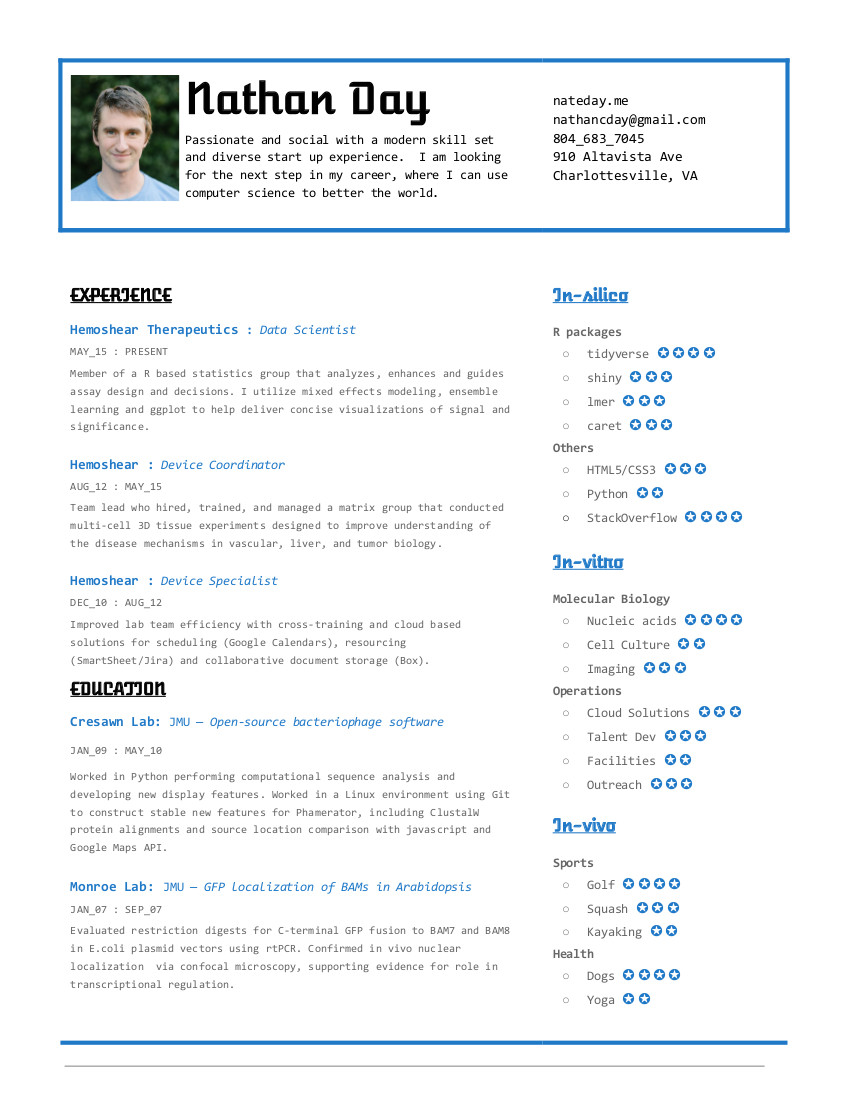 Nathan Day
Passionate and social with a modern skill set
and diverse start up experience.  I am looking
for the next step in my career, where I can use
computer science to better the world.
nateday.me
nathancday@gmail.com
804_683_7045
910 Altavista Ave
Charlottesville, VA
EXPERIENCE
Hemoshear Therapeutics : Data Scientist
MAY_15 : PRESENT
Member of a R based statistics group that analyzes, enhances and guides
assay design and decisions. I utilize mixed effects modeling, ensemble
learning and ggplot to help deliver concise visualizations of signal and
significance.
Hemoshear : Device Coordinator
AUG_12 : MAY_15
Team lead who hired, trained, and managed a matrix group that conducted
multi-cell 3D tissue experiments designed to improve understanding of
the disease mechanisms in vascular, liver, and tumor biology.
Hemoshear : Device Specialist
DEC_10 : AUG_12
Improved lab team efficiency with cross-training and cloud based
solutions for scheduling (Google Calendars), resourcing
(SmartSheet/Jira) and collaborative document storage (Box).
EDUCATION
Cresawn Lab: JMU — Open-source bacteriophage software
JAN_09 : MAY_10
Worked in Python performing computational sequence analysis and
developing new display features. Worked in a Linux environment using Git
to construct stable new features for Phamerator, including ClustalW
protein alignments and source location comparison with javascript and
Google Maps API.
Monroe Lab: JMU — GFP localization of BAMs in Arabidopsis
JAN_07 : SEP_07
Evaluated restriction digests for C-terminal GFP fusion to BAM7 and BAM8
in E.coli plasmid vectors using rtPCR. Confirmed in vivo nuclear
localization  via confocal microscopy, supporting evidence for role in
transcriptional regulation.
In-silico
R packages
○ tidyverse ✪✪✪✪
○ shiny ✪✪✪
○ lmer ✪✪✪
○ caret ✪✪✪
Others
○ HTML5/CSS3 ✪✪✪
○ Python ✪✪
○ StackOverflow ✪✪✪✪
In-vitro
Molecular Biology
○ Nucleic acids ✪✪✪✪
○ Cell Culture ✪✪
○ Imaging ✪✪✪
Operations
○ Cloud Solutions ✪✪✪
○ Talent Dev ✪✪✪
○ Facilities ✪✪
○ Outreach ✪✪✪
In-vivo
Sports
○ Golf ✪✪✪✪
○ Squash ✪✪✪
○ Kayaking ✪✪
Health
○ Dogs ✪✪✪✪
○ Yoga ✪✪